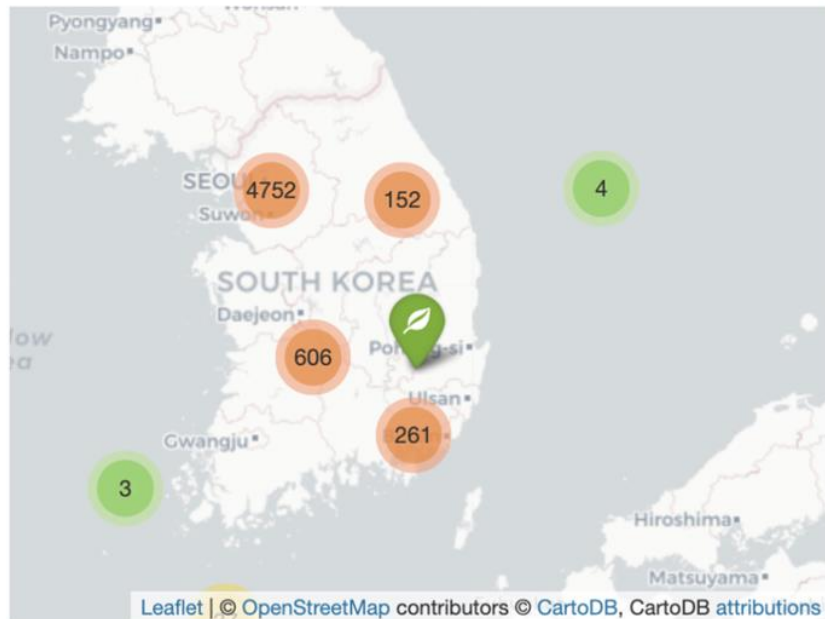 Pyongyang
Nampo
SEOUL
4752
152
4
Suwon
SOUTH KOREA
Daejeon
606
Ulsan
261
Gwangju
3
Hiroshima
Matsuyama
Leaflet | © OpenStreetMap contributors © CartoDB, CartoDB attributions